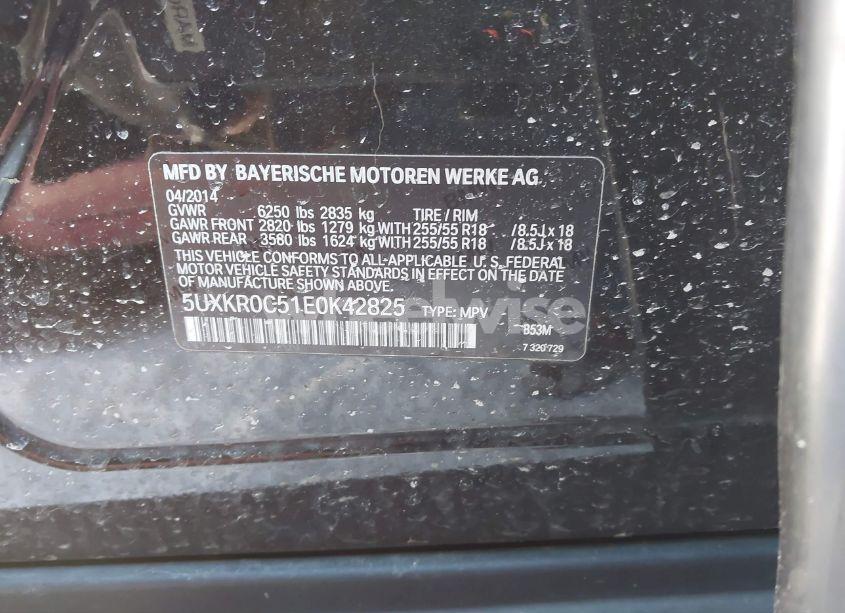 MFD BY BAYERISCHE MOTOREN WERKE AG
04/2014
GVWR 6250 lbs 2835 kg TIRE / RIM
GAWR FRONT 2820 lbs 1279 kg WITH 255/55 R18 / 8.5J x 18
GAWR REAR 3580 lbs 1624 kg WITH 255/55 R18 / 8.5J x 18
THIS VEHICLE CONFORMS TO ALL APPLICABLE U. S. FEDERAL
MOTOR VEHICLE SAFETY STANDARDS IN EFFECT ON THE DATE
OF MANUFACTURE SHOWN ABOVE.
5UXKR0C51E0K42825 TYPE: MPV
B53M
7 320 729